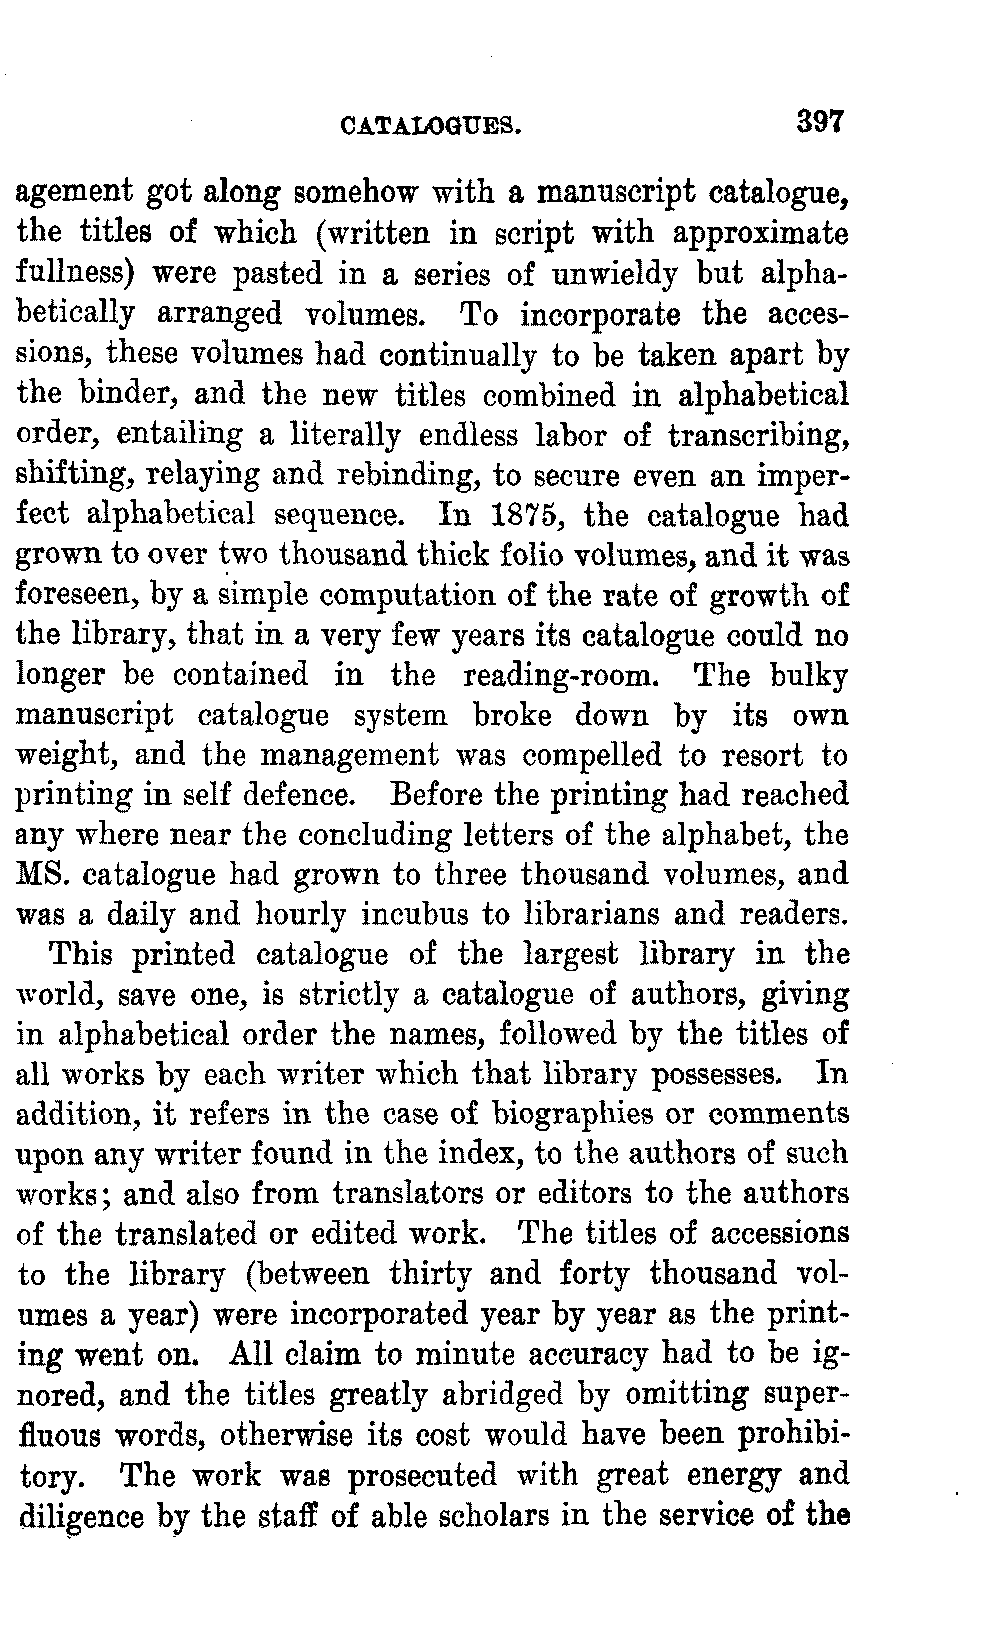 CATALOGUES. 397
agement got along somehow with a manuscript catalogue,
the titles of which (written in script with approximate
fullness) were pasted in a series of unwieldy but alpha-
betically arranged volumes. To incorporate the acces-
sions, these volumes had continually to be taken apart by
the binder, and the new titles combined in alphabetical
order, entailing a literally endless labor of transcribing,
shifting, relaying and rebinding, to secure even an imper-
fect alphabetical sequence. In 1875, the catalogue had
grown to over two thousand thick folio volumes, and it was
foreseen, by a simple computation of the rate of growth of
the library, that in a very few years its catalogue could no
longer be contained in the reading-room. The bulky
manuscript catalogue system broke down by its own
weight, and the management was compelled to resort to
printing in self defence. Before the printing had reached
any where near the concluding letters of the alphabet, the
MS. catalogue had grown to three thousand volumes, and
was a daily and hourly incubus to librarians and readers.
This printed catalogue of the largest library in the
world, save one, is strictly a catalogue of authors, giving
in alphabetical order the names, followed by the titles of
all works by each writer which that library possesses. In
addition, it refers in the case of biographies or comments
upon any writer found in the index, to the authors of such
works; and also from translators or editors to the authors
of the translated or edited work. The titles of accessions
to the library (between thirty and forty thousand vol-
umes a year) were incorporated year by year as the print-
ing went on. All claim to minute accuracy had to be ig-
nored, and the titles greatly abridged by omitting super-
fluous words, otherwise its cost would have been prohibi-
tory. The work was prosecuted with great energy and
diligence by the staff of able scholars in the service of the